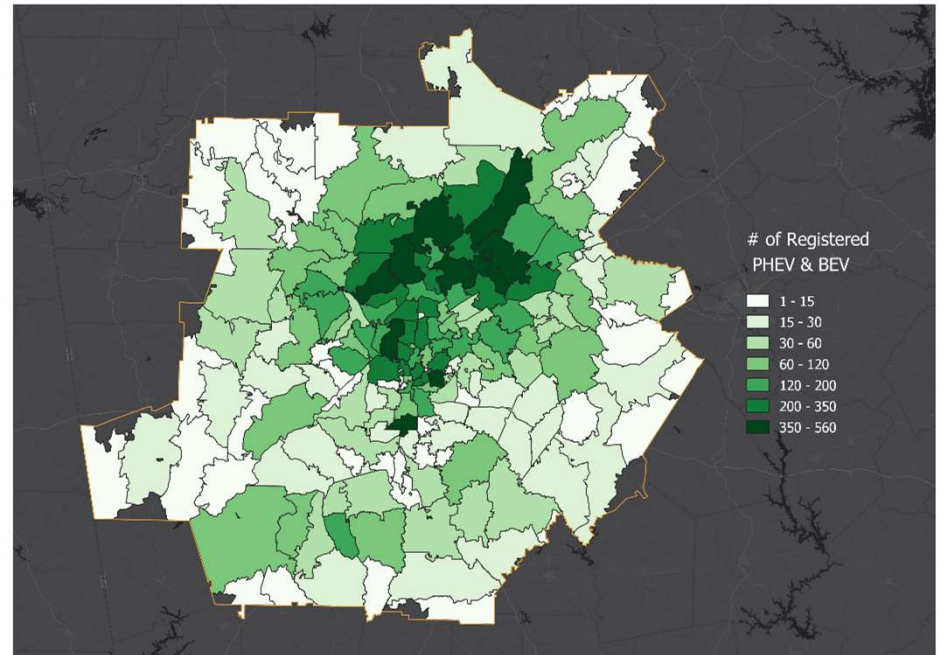 # of Registered
PHEV & BEV
1 - 15
15 - 30
30 - 60
60 - 120
120 - 200
200 - 350
350 - 560